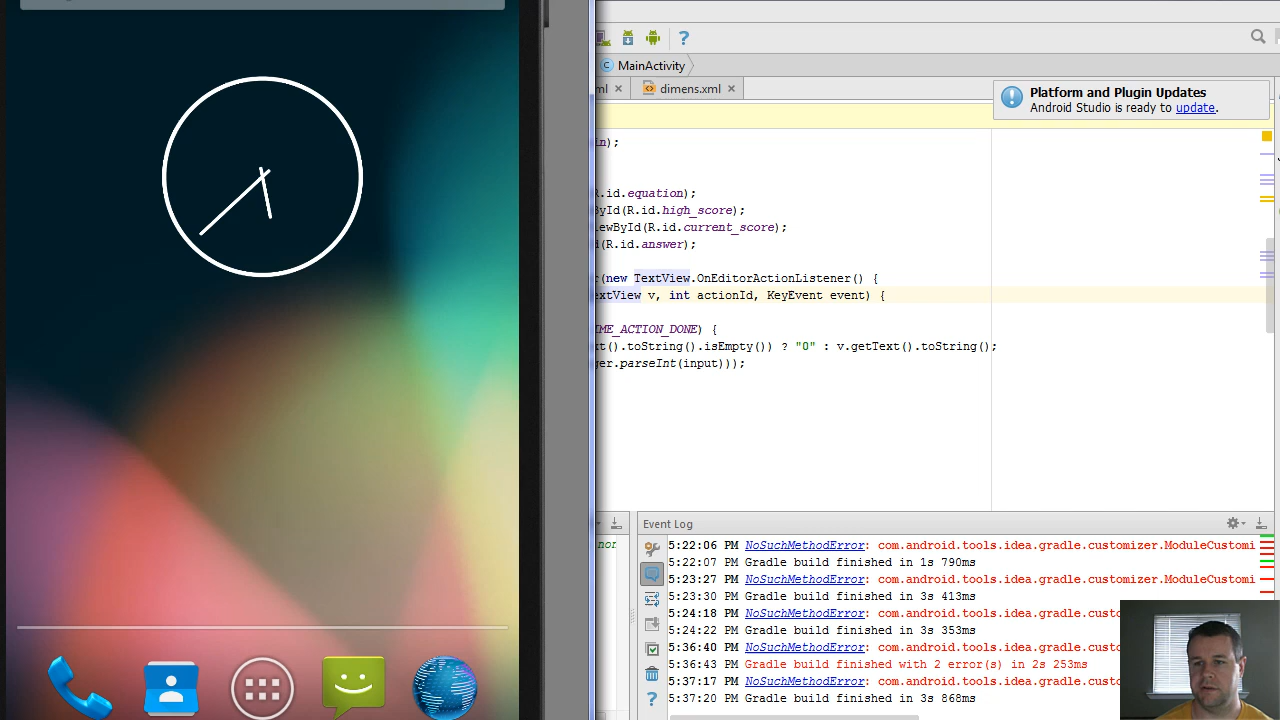 ?
MainActivity
ml
dimens.xml
Platform and Plugin Updates
Android Studio is ready to update.
in);
R.id.equation);
ById(R.id.high_score);
ewById(R.id.current_score);
d(R.id.answer);
r(new TextView.OnEditorActionListener() {
extView v, int actionId, KeyEvent event) {
IME_ACTION_DONE) {
xt().toString().isEmpty()) ? "0" : v.getText().toString();
ger.parseInt(input)));
Event Log
nor
5:22:06 PM NoSuchMethodError: com.android.tools.idea.gradle.customizer.ModuleCustomi
5:22:07 PM Gradle build finished in 1s 790ms
5:23:27 PM NoSuchMethodError: com.android.tools.idea.gradle.customizer.ModuleCustomi
5:23:30 PM Gradle build finished in 3s 413ms
5:24:18 PM NoSuchMethodError: com.android.tools.idea.gradle.cust
5:24:22 PM Gradle build finished in 3s 353ms
5:36:40 PM NoSuchMethodError: com.android.tools.idea.gradle.cust
5:36:43 PM Gradle build finished with 2 error(s) in 2s 253ms
5:37:17 PM NoSuchMethodError: com.android.tools.idea.gradle.cust
5:37:20 PM Gradle build finished in 3s 868ms
?